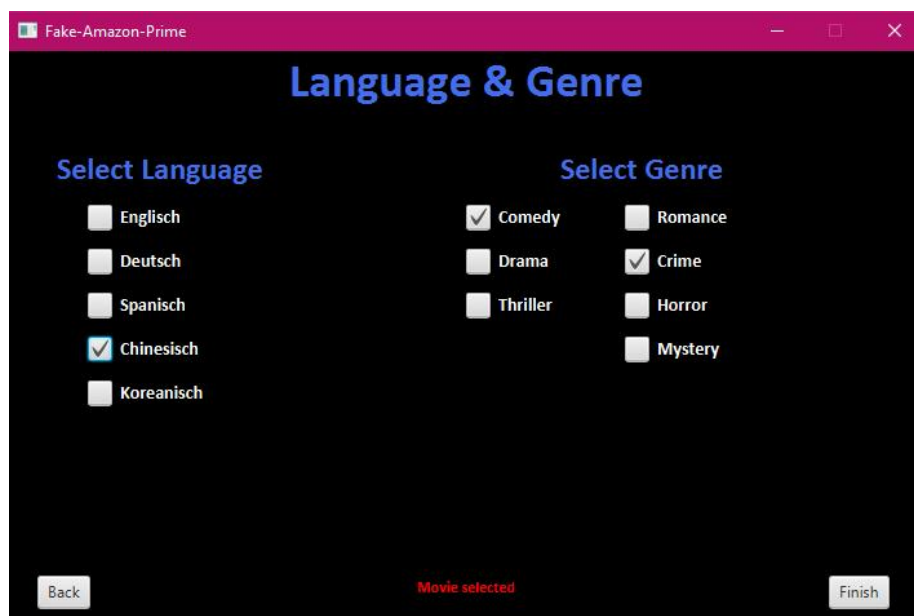 Fake-Amazon-Prime
Language & Genre
Select Language
Englisch
Deutsch
Spanisch
Chinesisch
Koreanisch
Select Genre
Comedy
Drama
Thriller
Romance
Crime
Horror
Mystery
Back
Movie selected
Finish